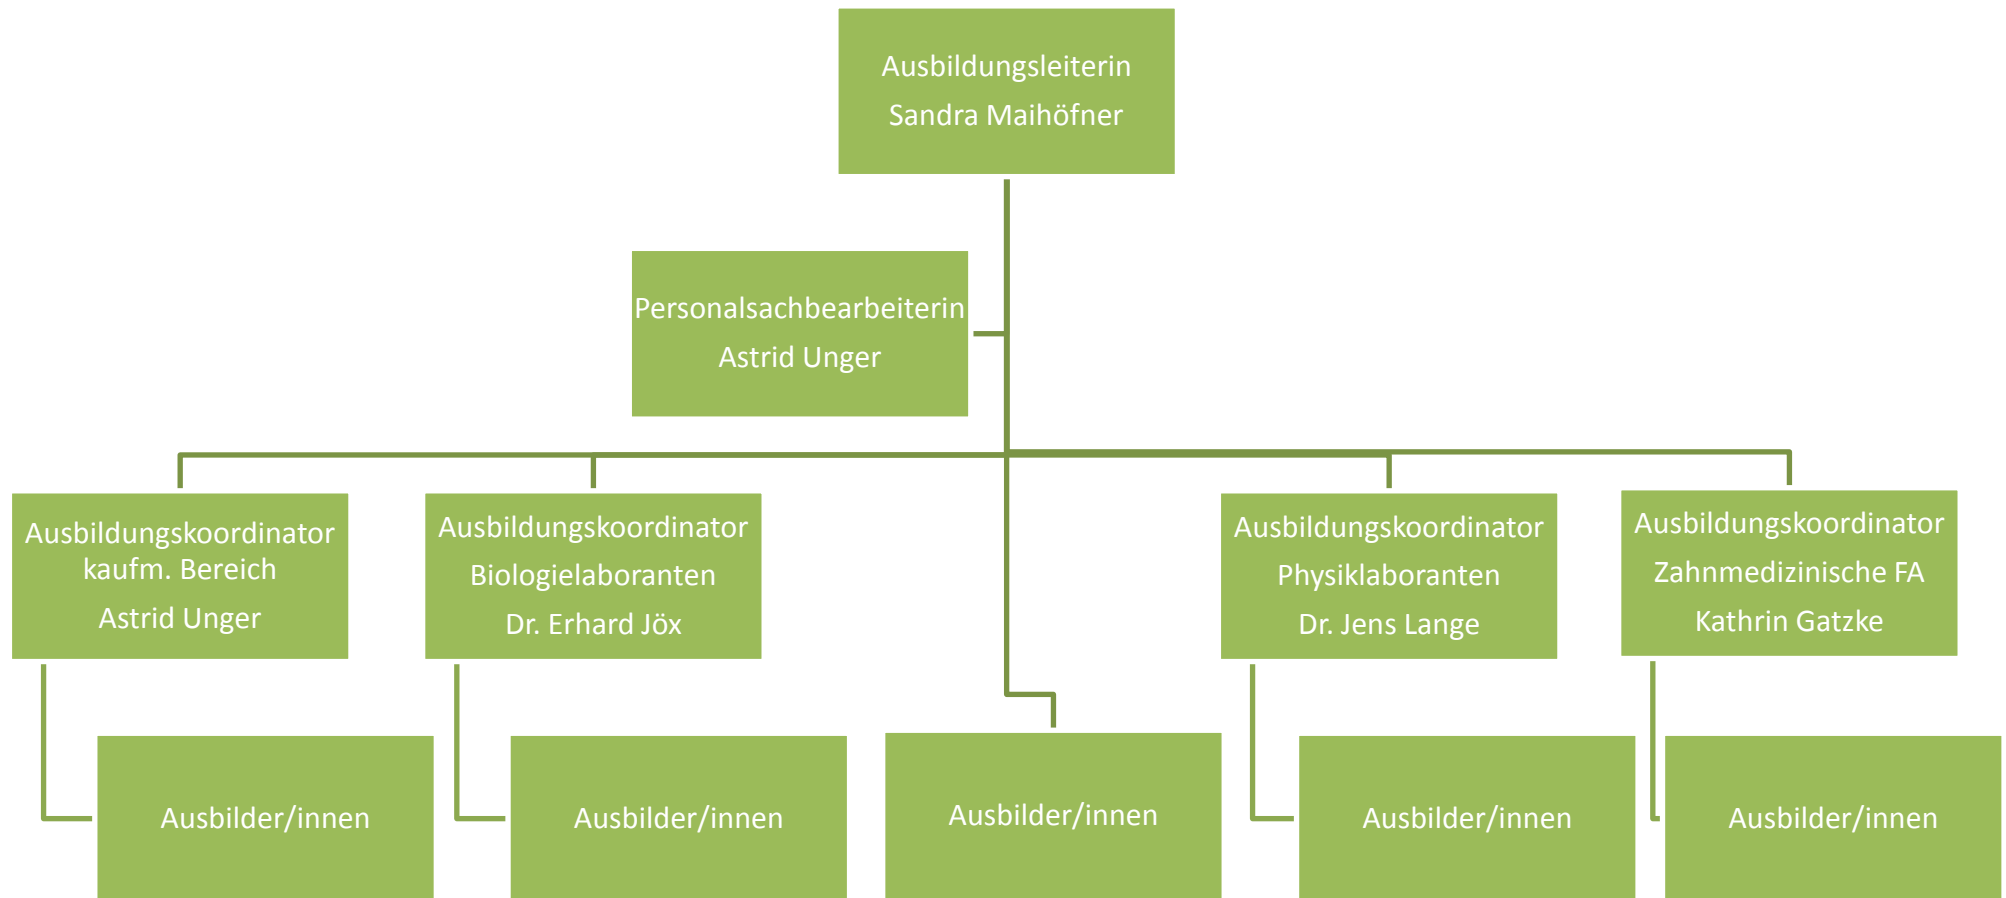 Ausbildungsleiterin
Sandra Maihöfner
Personalsachbearbeiterin
Astrid Unger
Ausbildungskoordinator
kaufm. Bereich
Astrid Unger
Ausbildungskoordinator
Biologielaboranten
Dr. Erhard Jöx
Ausbildungskoordinator
Physiklaboranten
Dr. Jens Lange
Ausbildungskoordinator
Zahnmedizinische FA
Kathrin Gatzke
Ausbilder/innen
Ausbilder/innen
Ausbilder/innen
Ausbilder/innen
Ausbilder/innen